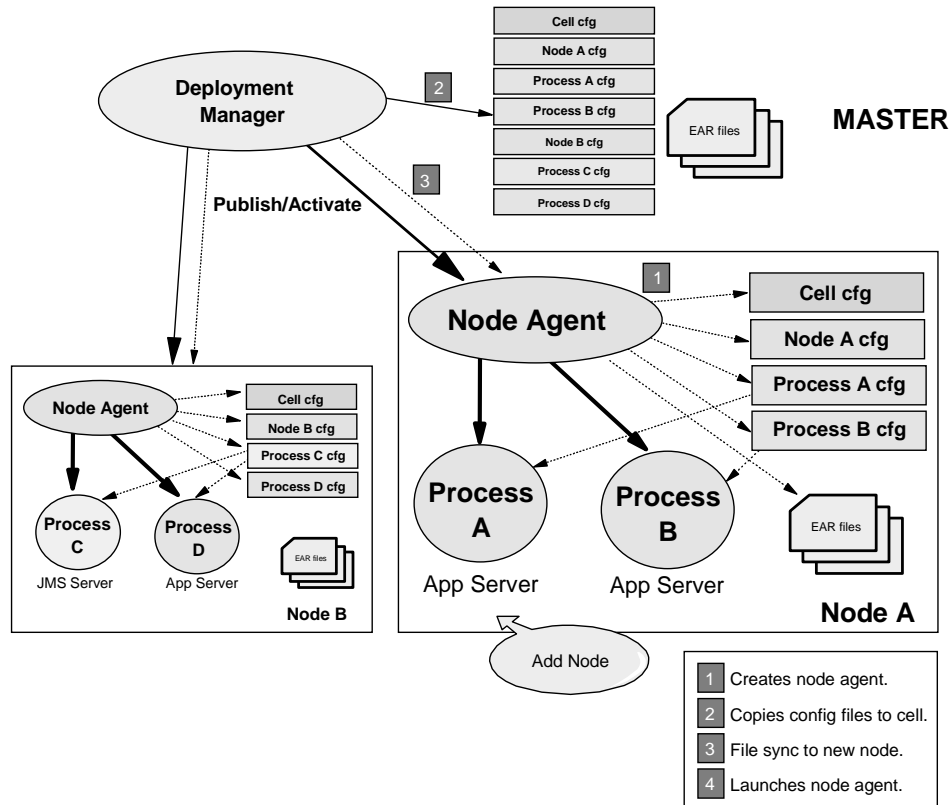 Cell cfg
Node A cfg
Process A cfg
Process B cfg
Node B cfg
Process C cfg
Process D cfg
EAR files
MASTER
Deployment
Manager
2
3
Publish/Activate
1
Node Agent
Cell cfg
Node A cfg
Process A cfg
Process B cfg
Process
A
App Server
Process
B
App Server
EAR files
Node A
Node Agent
Cell cfg
Node B cfg
Process C cfg
Process D cfg
Process
C
JMS Server
Process
D
App Server
EAR files
Node B
Add Node
1 Creates node agent.
2 Copies config files to cell.
3 File sync to new node.
4 Launches node agent.